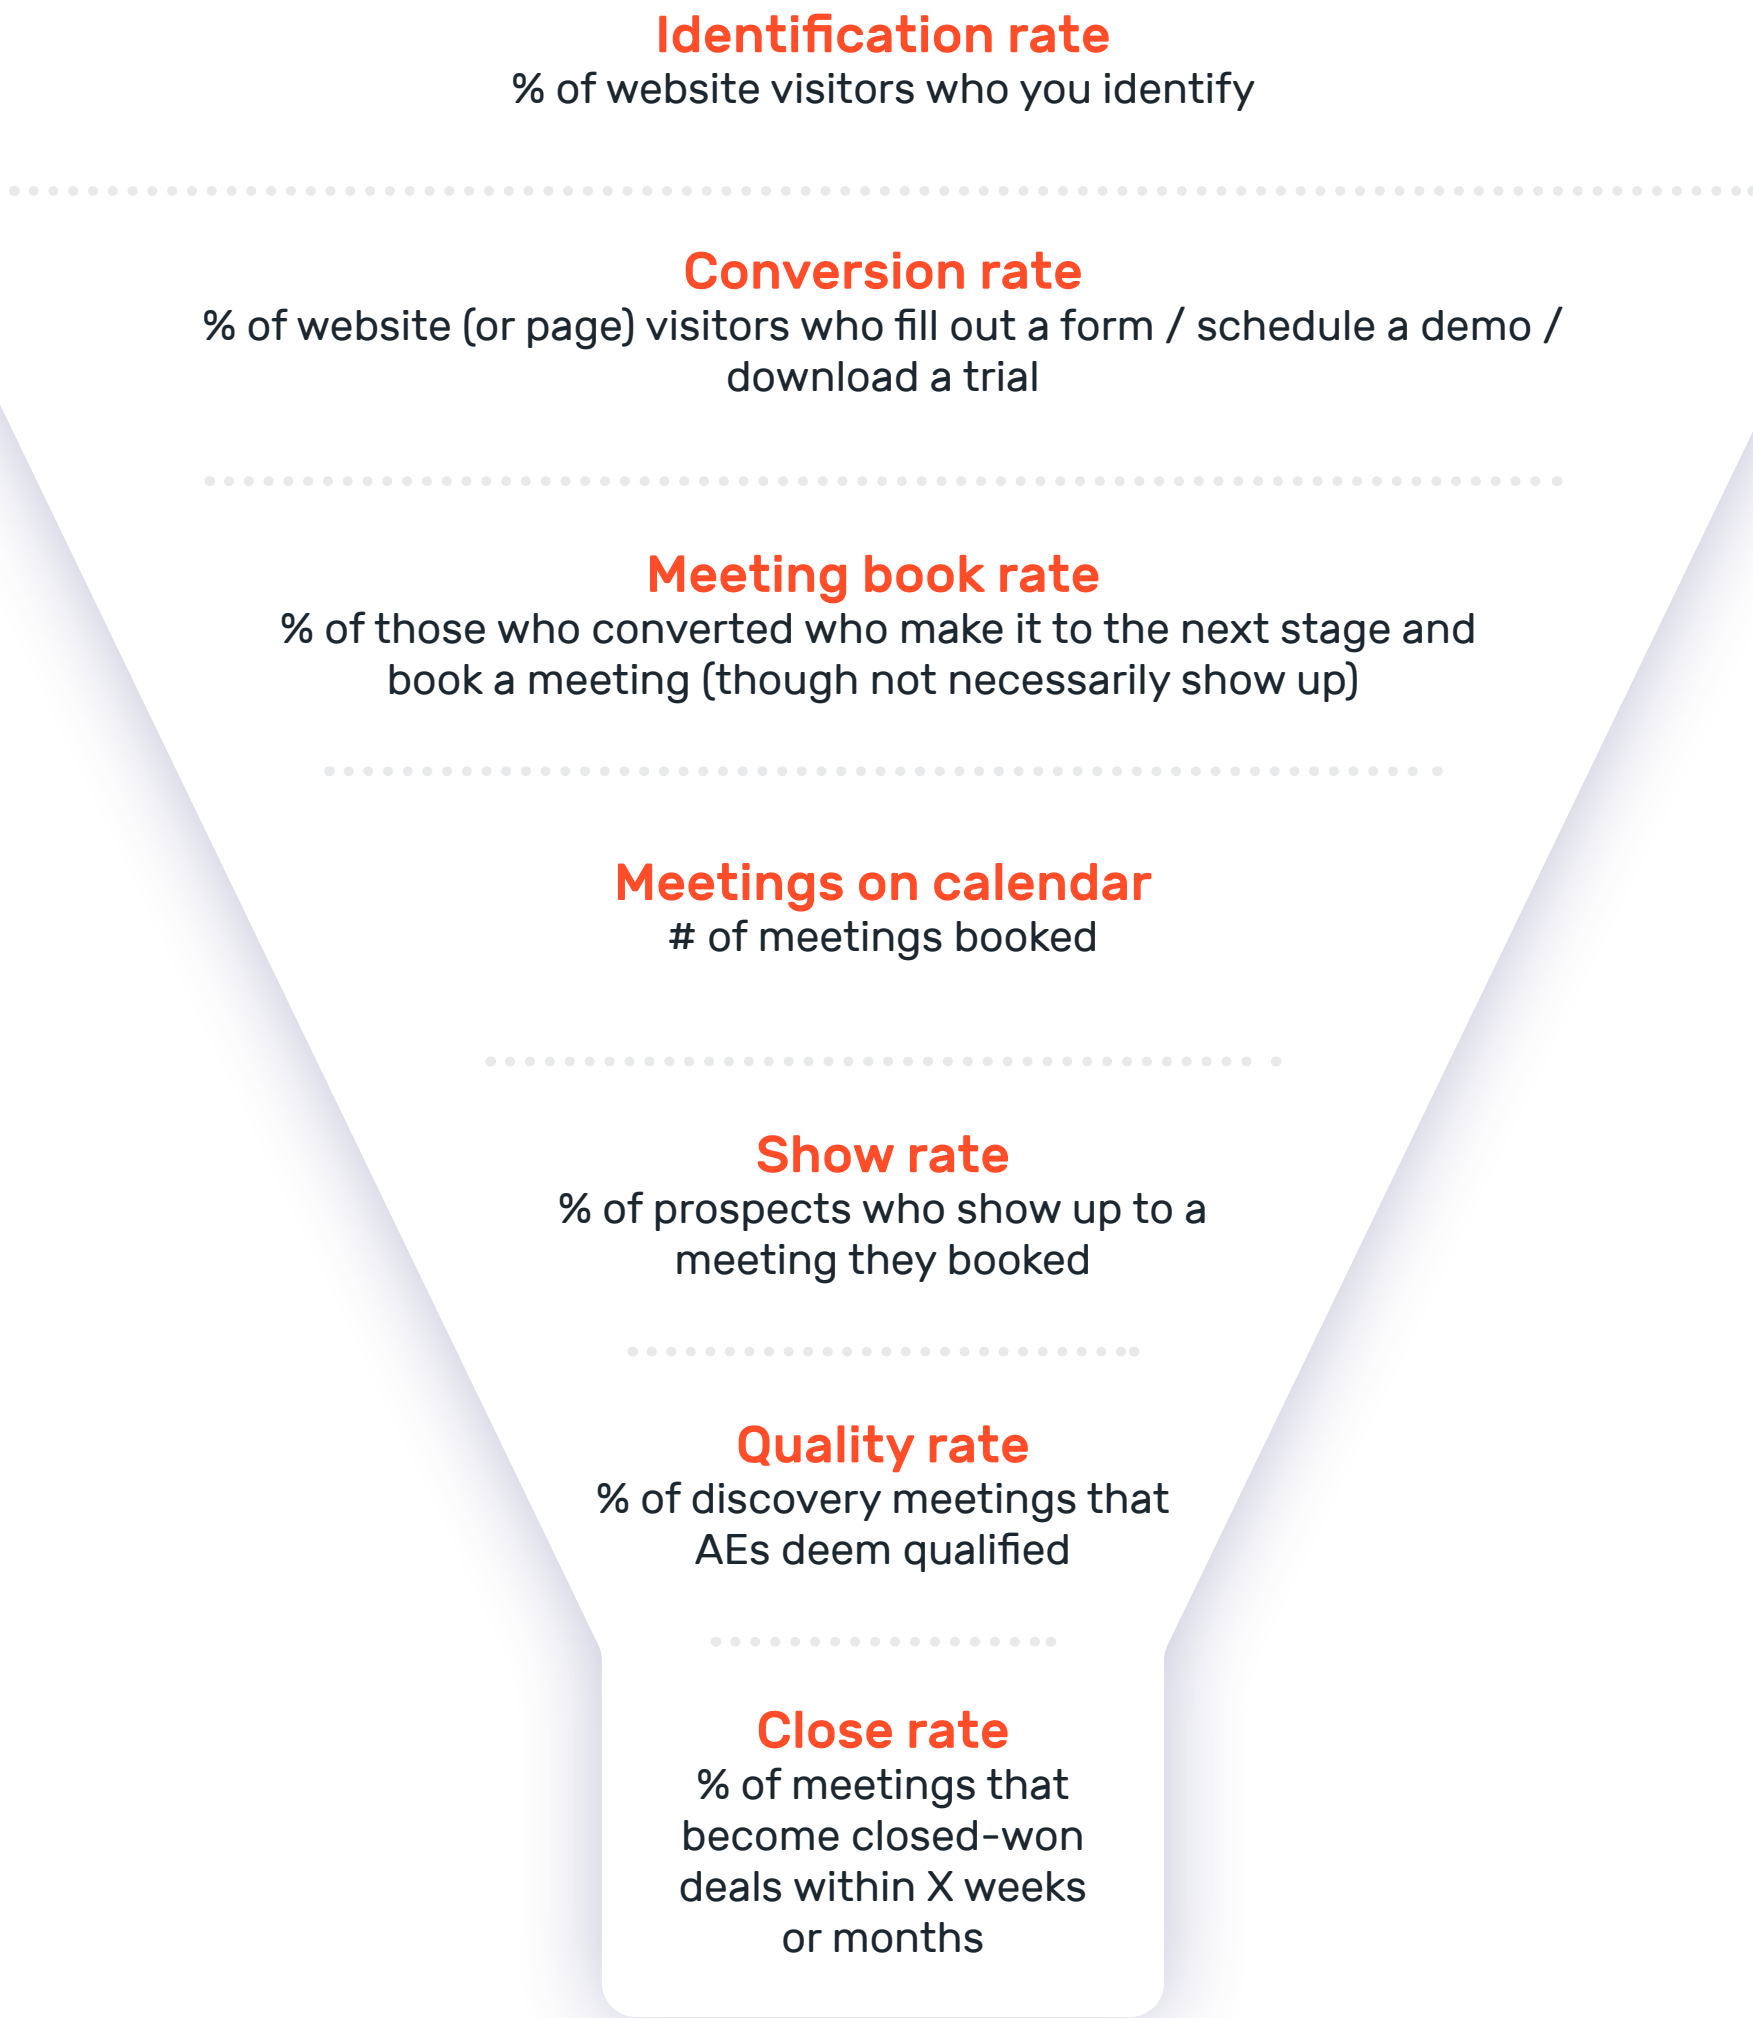 Identification rate
% of website visitors who you identify
Conversion rate
% of website (or page) visitors who fill out a form / schedule a demo /
download a trial
Meeting book rate
% of those who converted who make it to the next stage and
book a meeting (though not necessarily show up)
Meetings on calendar
# of meetings booked
Show rate
% of prospects who show up to a
meeting they booked
Quality rate
% of discovery meetings that
AEs deem qualified
Close rate
% of meetings that
become closed-won
deals within X weeks
or months